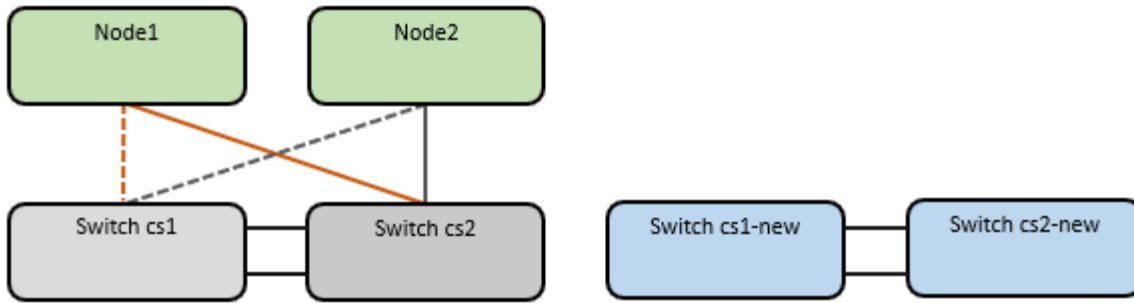 Node1
Node2
Switch cs1
Switch cs2
Switch cs1-new
Switch cs2-new